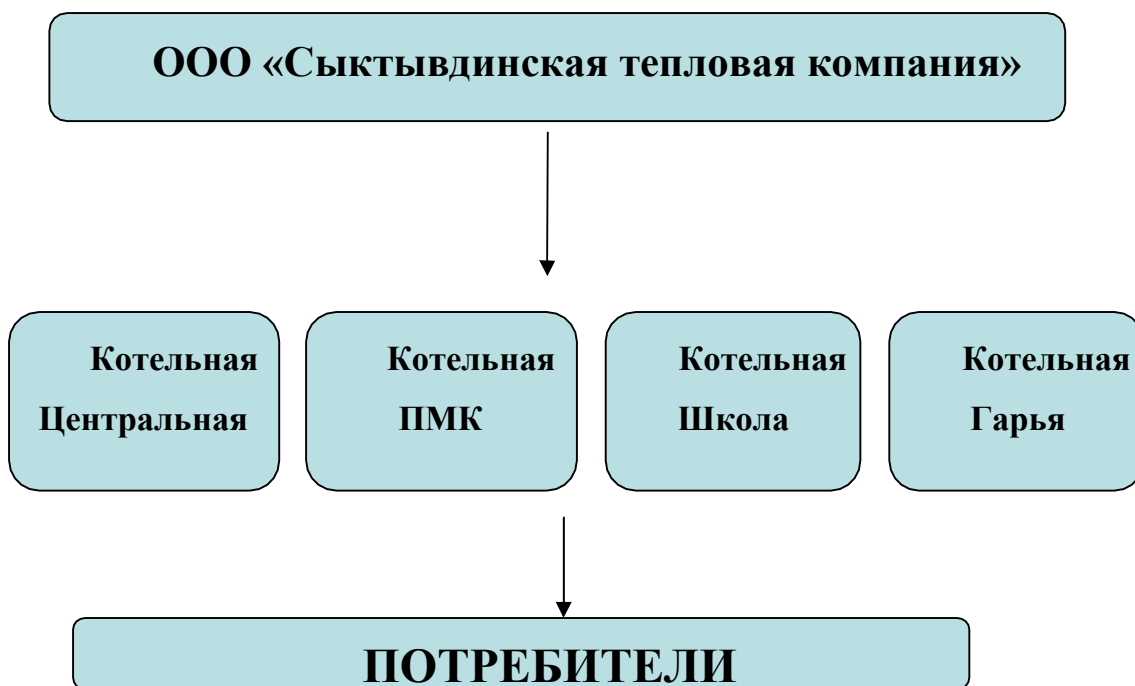 ООО «Сыктывдинская тепловая компания»
Котельная
Центральная
Котельная
ПМК
Котельная
Школа
Котельная
Гарья
ПОТРЕБИТЕЛИ